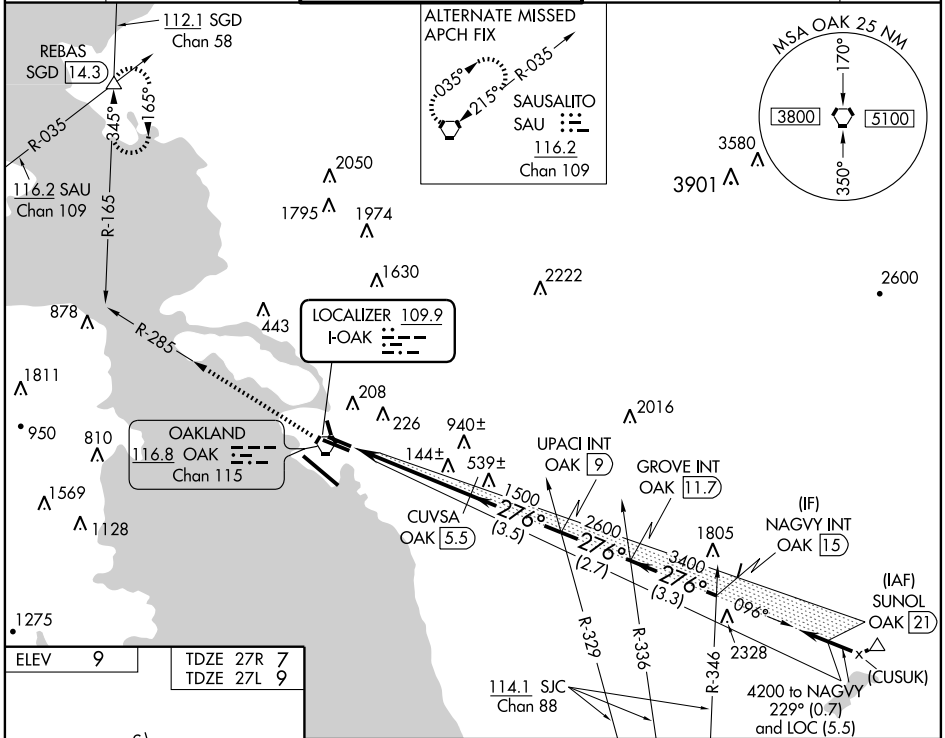 112.1 SGD
Chan 58
REBAS
SGD 14.3
345°
165°
R-035
116.2 SAU
Chan 109
R-165
ALTERNATE MISSED
APCH FIX
035°
215°
R-035
SAUSALITO
SAU
116.2
Chan 109
MSA OAK 25 NM
170°
3800
5100
350°
3580
3901
2050
1795
1974
1630
2222
2600
878
443
R-285
LOCALIZER 109.9
I-OAK
1811
950
810
1569
1128
1275
OAKLAND
116.8 OAK
Chan 115
208
226
940±
144±
539±
2016
1805
2328
CUVSA
OAK 5.5
UPACI INT
OAK 9
GROVE INT
OAK 11.7
(IF)
NAGVY INT
OAK 15
(IAF)
SUNOL
OAK 21
(CUSUK)
1500
276°
(3.5)
2600
276°
(2.7)
3400
276°
(3.3)
096°
R-329
R-336
R-346
114.1 SJC
Chan 88
4200 to NAGVY
229° (0.7)
and LOC (5.5)
ELEV 9
TDZE 27R 7
TDZE 27L 9